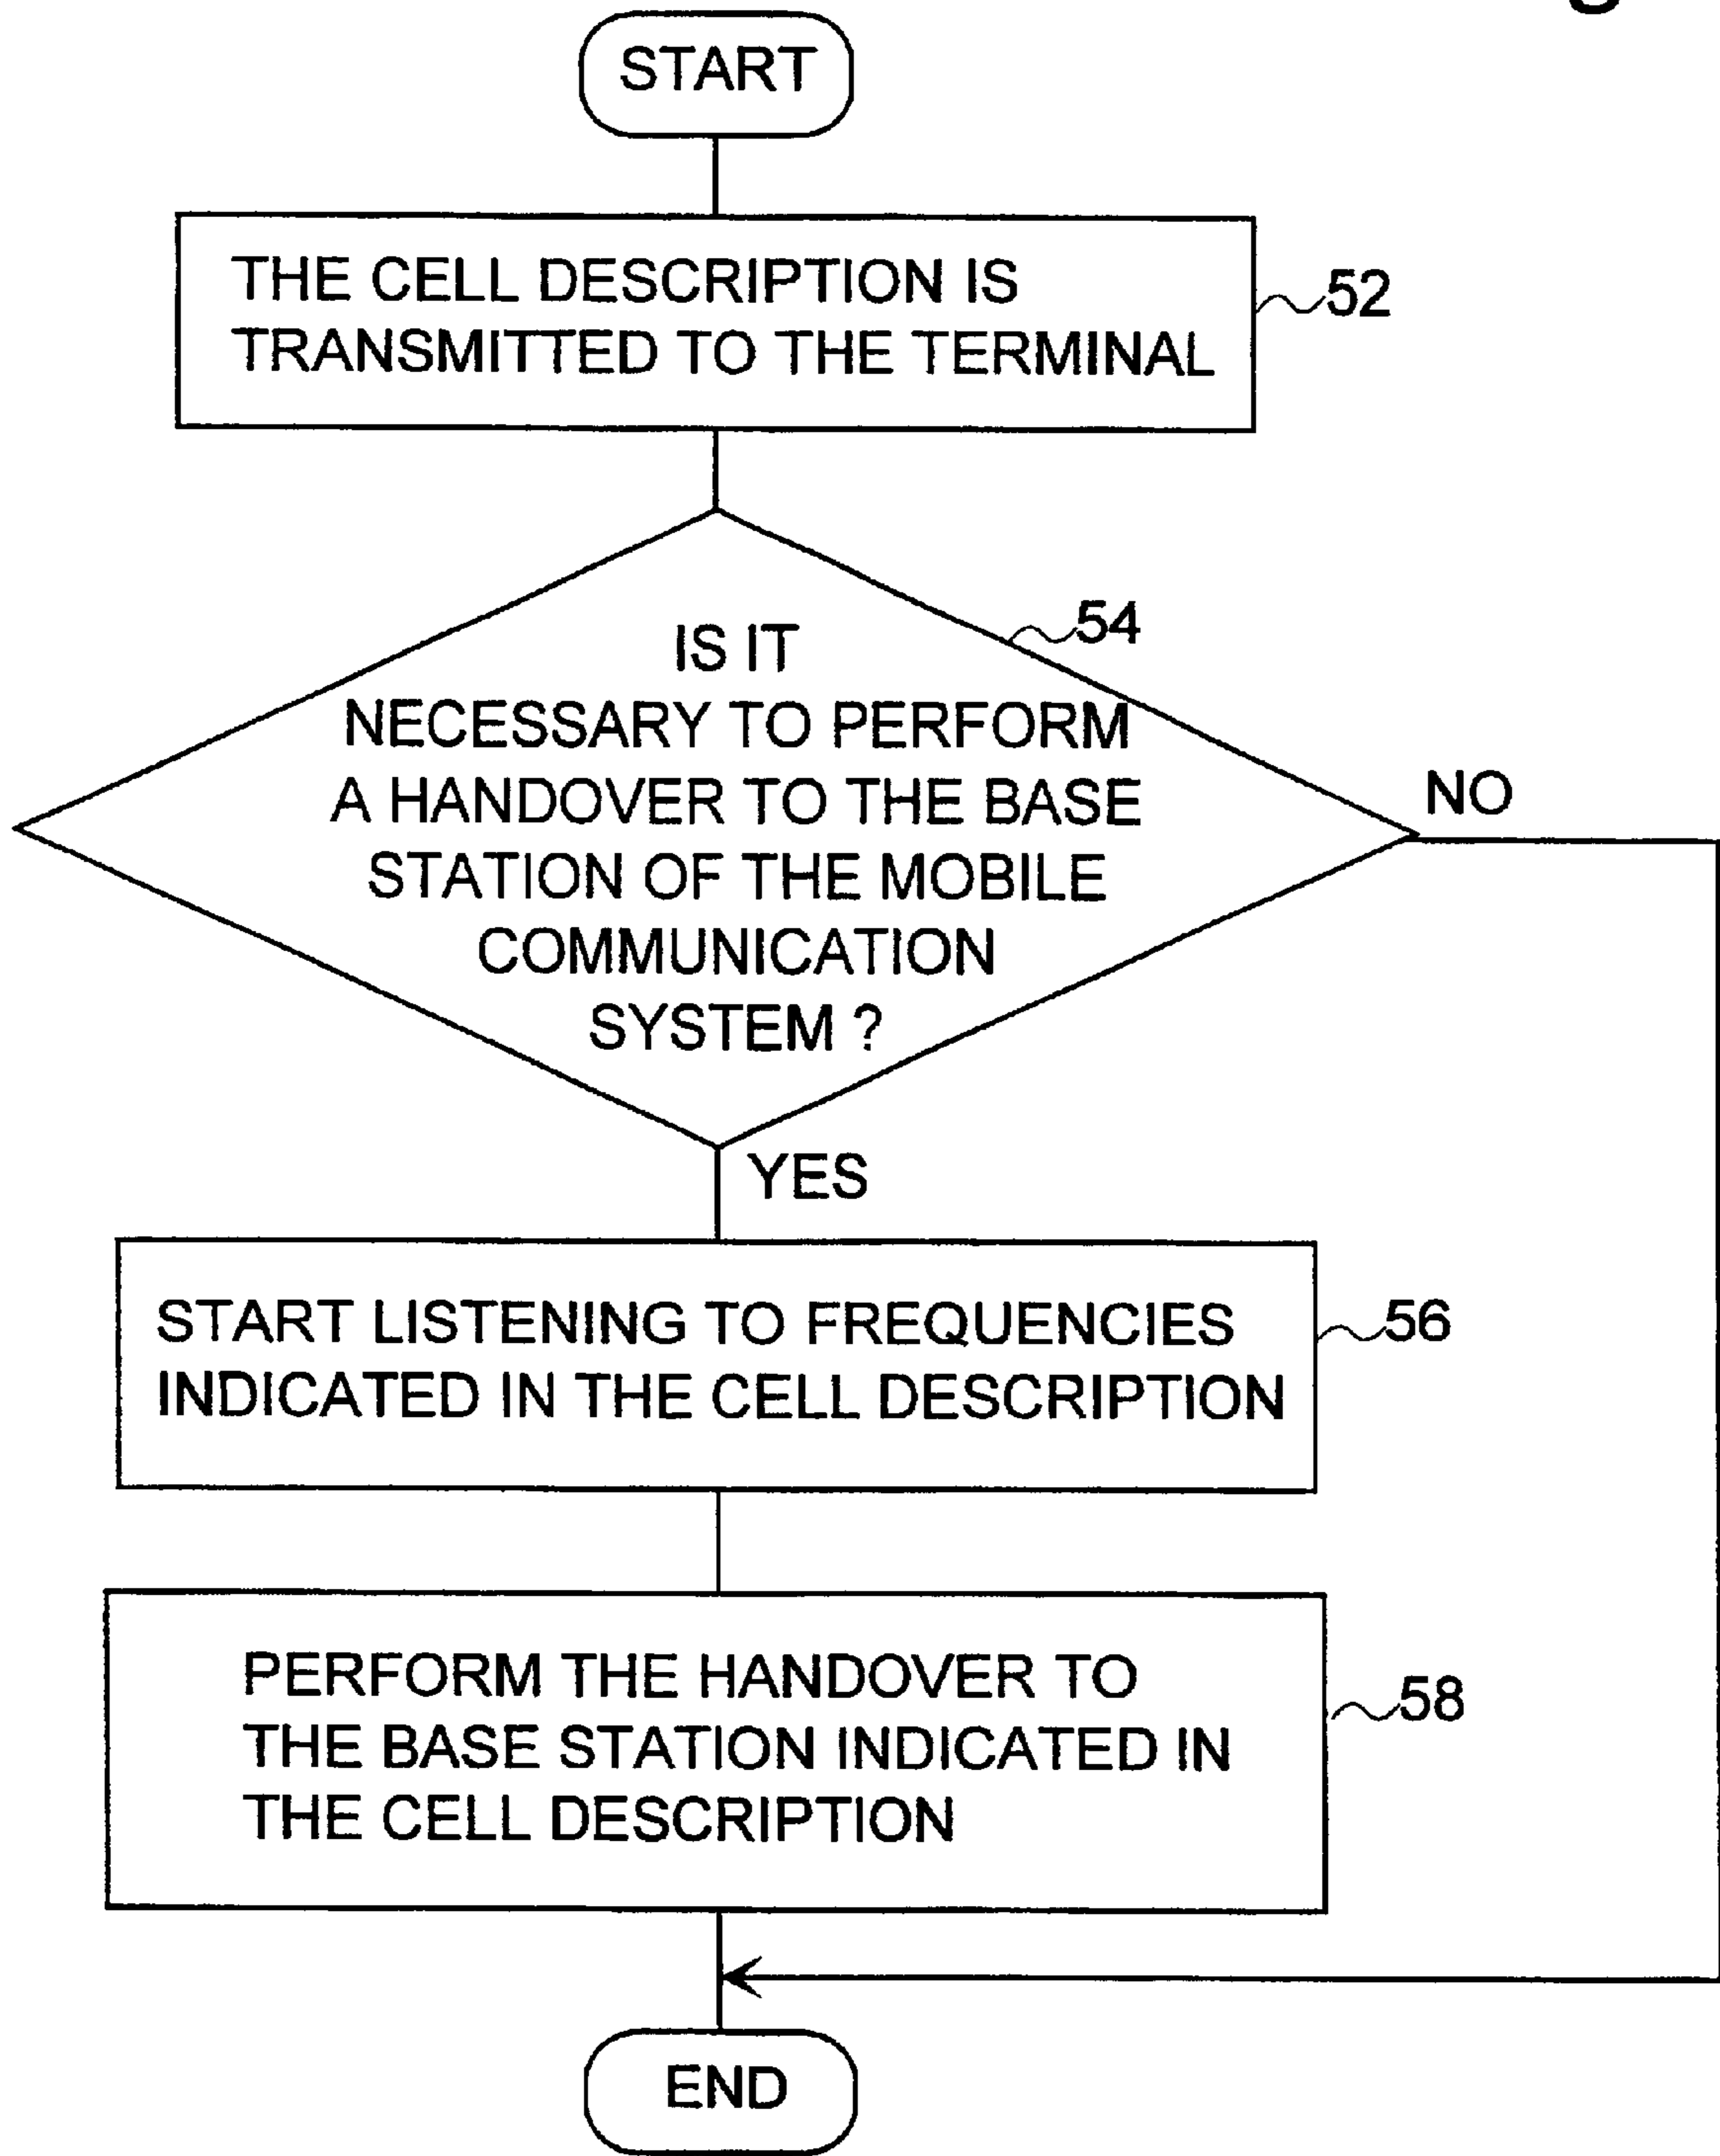 START
THE CELL DESCRIPTION IS
TRANSMITTED TO THE TERMINAL
52
54
IS IT
NECESSARY TO PERFORM
A HANDOVER TO THE BASE
STATION OF THE MOBILE
COMMUNICATION
SYSTEM ?
NO
YES
START LISTENING TO FREQUENCIES
INDICATED IN THE CELL DESCRIPTION
56
PERFORM THE HANDOVER TO
THE BASE STATION INDICATED IN
THE CELL DESCRIPTION
58
END